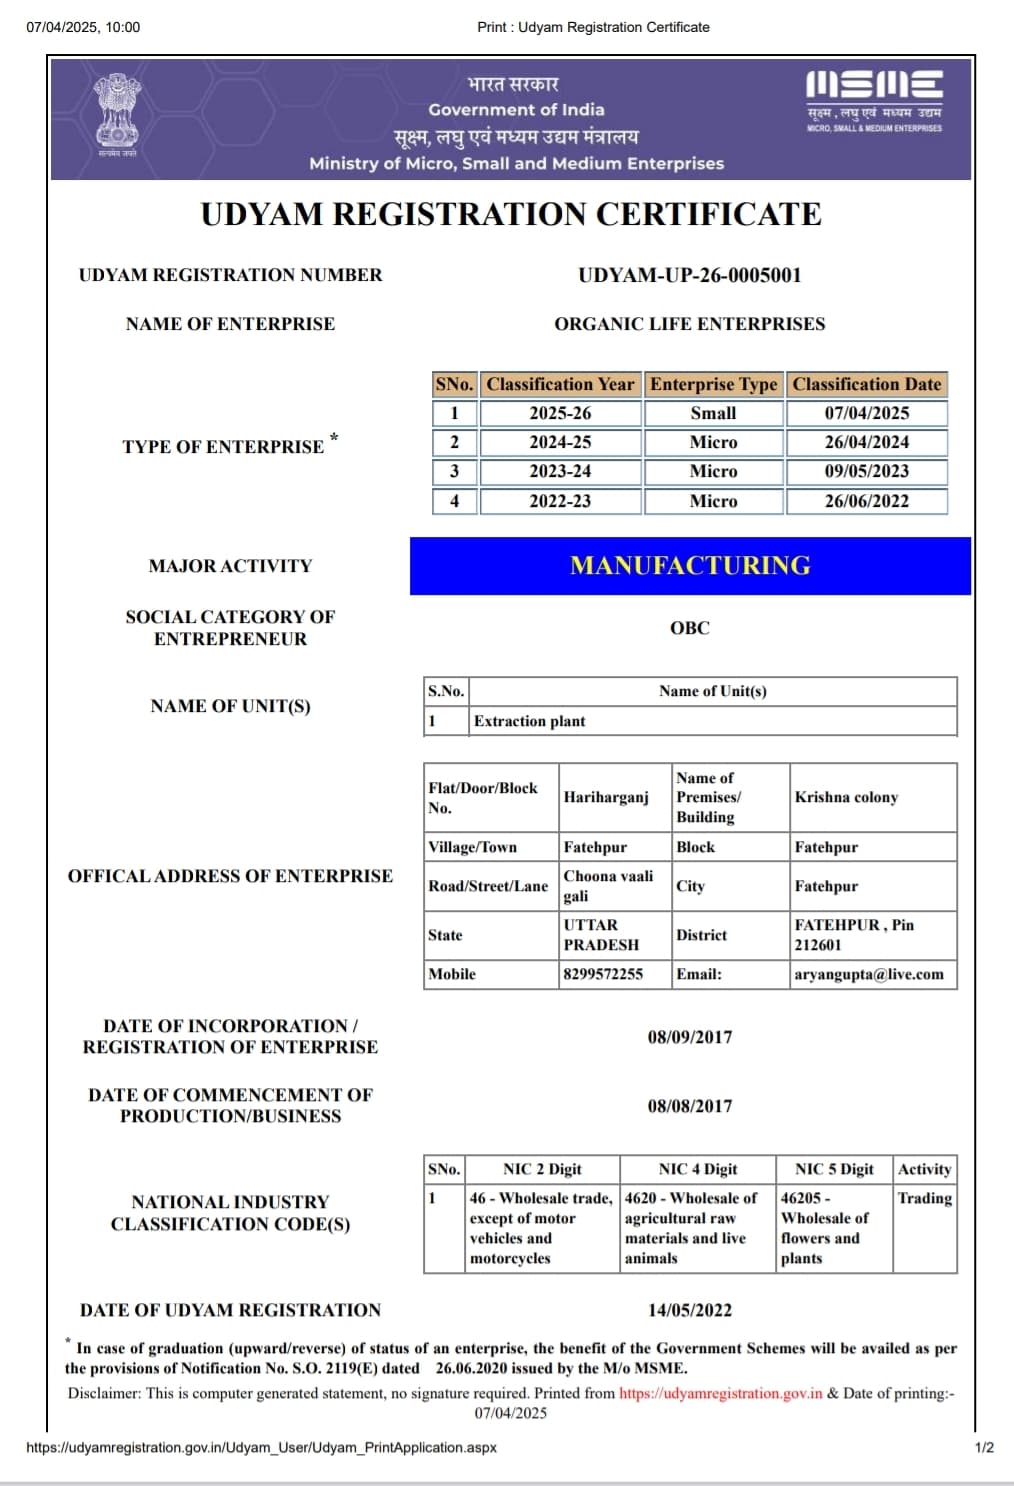 07/04/2025, 10:00
Print : Udyam Registration Certificate
सत्यमेव जयते
भारत सरकार
Government of India
सूक्ष्म, लघु एवं मध्यम उद्यम मंत्रालय
Ministry of Micro, Small and Medium Enterprises
MSME
सूक्ष्म, लघु एवं मध्यम उद्यम
MICRO, SMALL & MEDIUM ENTERPRISES
UDYAM REGISTRATION CERTIFICATE
UDYAM REGISTRATION NUMBER
UDYAM-UP-26-0005001
NAME OF ENTERPRISE
ORGANIC LIFE ENTERPRISES
TYPE OF ENTERPRISE *
SNo. Classification Year Enterprise Type Classification Date
1 2025-26 Small 07/04/2025
2 2024-25 Micro 26/04/2024
3 2023-24 Micro 09/05/2023
4 2022-23 Micro 26/06/2022
MAJOR ACTIVITY
MANUFACTURING
SOCIAL CATEGORY OF
ENTREPRENEUR
OBC
NAME OF UNIT(S)
S.No. Name of Unit(s)
1 Extraction plant
OFFICAL ADDRESS OF ENTERPRISE
Flat/Door/Block
No.
Hariharganj
Name of
Premises/
Building
Krishna colony
Village/Town Fatehpur Block Fatehpur
Road/Street/Lane
Choona vaali
gali
City
Fatehpur
State
UTTAR
PRADESH
District
FATEHPUR , Pin
212601
Mobile 8299572255 Email: aryangupta@live.com
DATE OF INCORPORATION /
REGISTRATION OF ENTERPRISE
08/09/2017
DATE OF COMMENCEMENT OF
PRODUCTION/BUSINESS
08/08/2017
NATIONAL INDUSTRY
CLASSIFICATION CODE(S)
SNo. NIC 2 Digit NIC 4 Digit NIC 5 Digit Activity
1
46 - Wholesale trade,
except of motor
vehicles and
motorcycles
4620 - Wholesale of
agricultural raw
materials and live
animals
46205 -
Wholesale of
flowers and
plants
Trading
DATE OF UDYAM REGISTRATION
14/05/2022
* In case of graduation (upward/reverse) of status of an enterprise, the benefit of the Government Schemes will be availed as per
the provisions of Notification No. S.O. 2119(E) dated 26.06.2020 issued by the M/o MSME.
Disclaimer: This is computer generated statement, no signature required. Printed from https://udyamregistration.gov.in & Date of printing:-
07/04/2025
https://udyamregistration.gov.in/Udyam_User/Udyam_PrintApplication.aspx
1/2